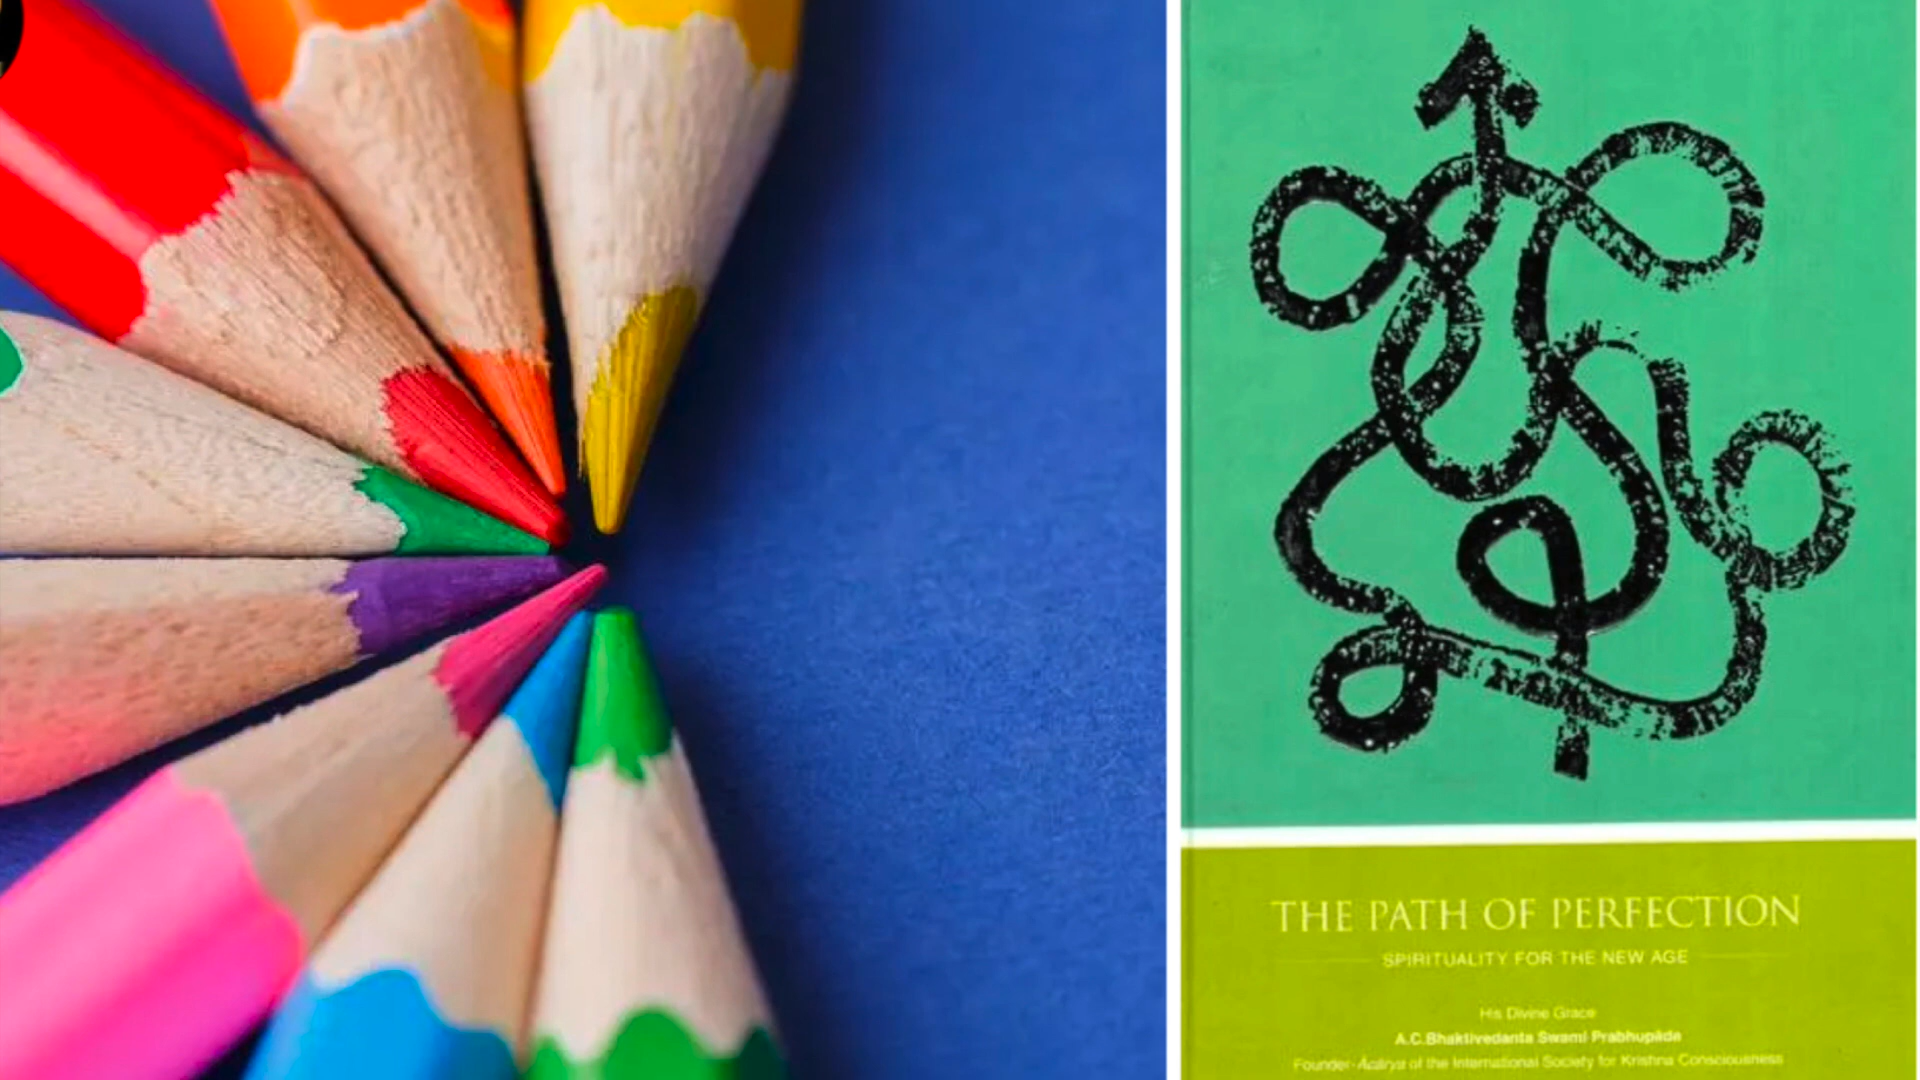 THE PATH OF PERFECTION
SPIRITUALITY FOR THE NEW AGE
His Divine Grace
A.C.Bhaktivedanta Swami Prabhupāda
Founder-Ācārya of the International Society for Krishna Consciousness